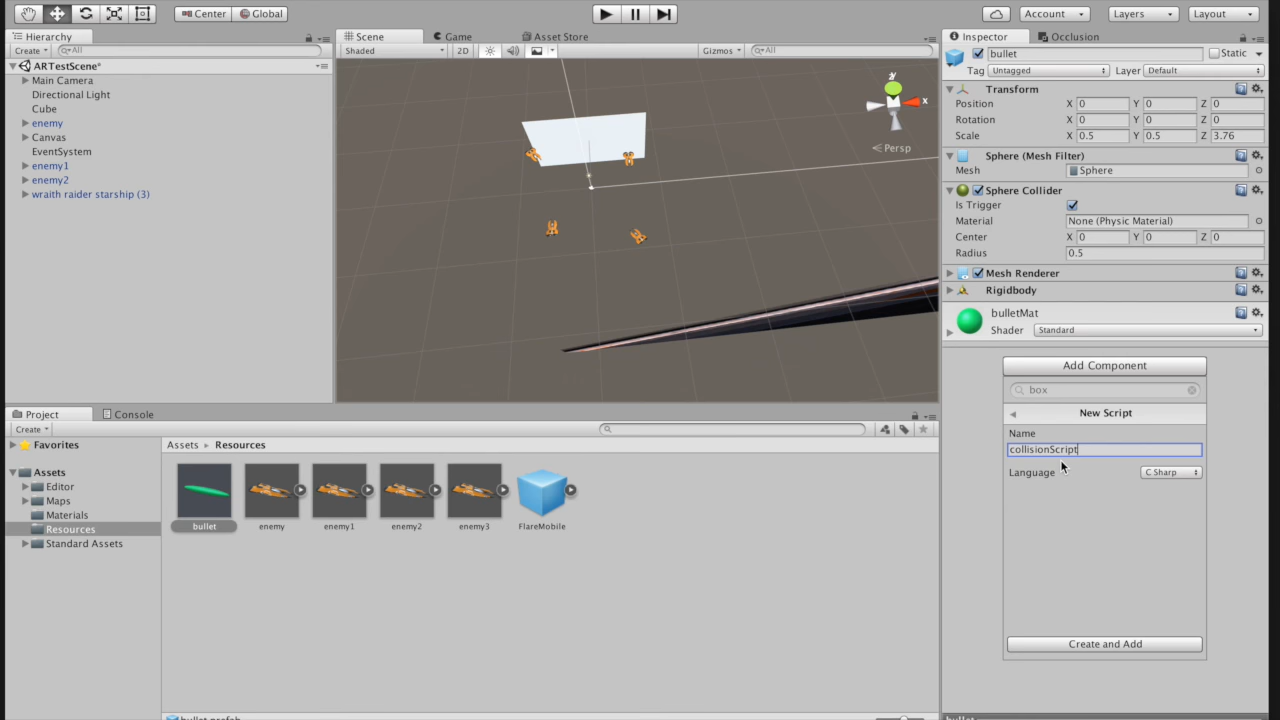 Center Global Account Layers Layout
Hierarchy
Create All
ARTestScene*
Main Camera
Directional Light
Cube
enemy
Canvas
EventSystem
enemy1
enemy2
wraith raider starship (3)
Scene Game Asset Store
Shaded 2D Gizmos All
y
x
Persp
Inspector Occlusion
bullet Static
Tag Untagged Layer Default
Transform
Position X 0 Y 0 Z 0
Rotation X 0 Y 0 Z 0
Scale X 0.5 Y 0.5 Z 3.76
Sphere (Mesh Filter)
Mesh Sphere
Sphere Collider
Is Trigger
Material None (Physic Material)
Center X 0 Y 0 Z 0
Radius 0.5
Mesh Renderer
Rigidbody
bulletMat
Shader Standard
Add Component
box
New Script
Name
collisionScript
Language C Sharp
Create and Add
Project Console
Create
Favorites
Assets
Editor
Maps
Materials
Resources
Standard Assets
Assets Resources
bullet enemy enemy1 enemy2 enemy3 FlareMobile
bullet.prefab
bullet